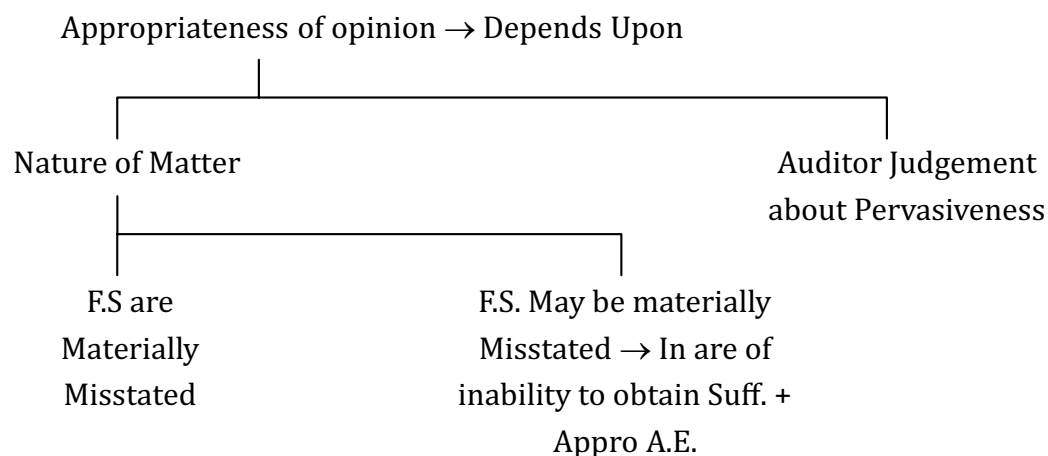 Appropriateness of opinion → Depends Upon
Nature of Matter
Auditor Judgement
about Pervasiveness
F.S are
Materially
Misstated
F.S. May be materially
Misstated → In are of
inability to obtain Suff. +
Appro A.E.